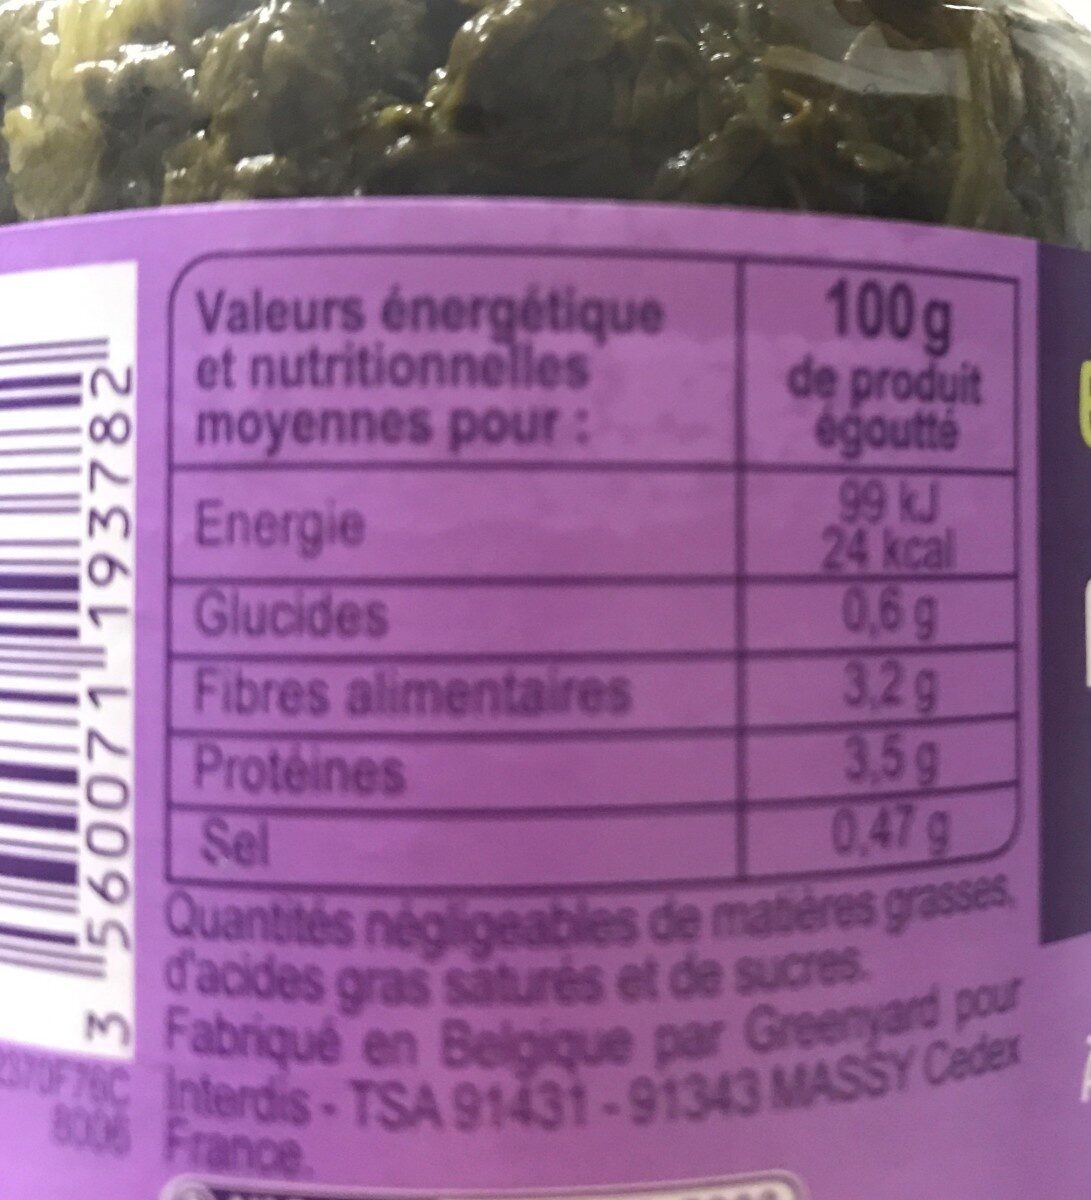 Valeurs énergétique
et nutritionnelles
moyennes pour :
100 g
de produit
égoutté
Energie
99 kJ
24 kcal
Glucides 0,6 g
Fibres alimentaires 3,2 g
Protéines 3,5 g
Sel 0,47 g
Quantités négligeables de matières grasses,
d'acides gras saturés et de sucres.
Fabriqué en Belgique par Greenyard pour
Interdis - TSA 91431 - 91343 MASSY Cedex
France.
3 560071 193782